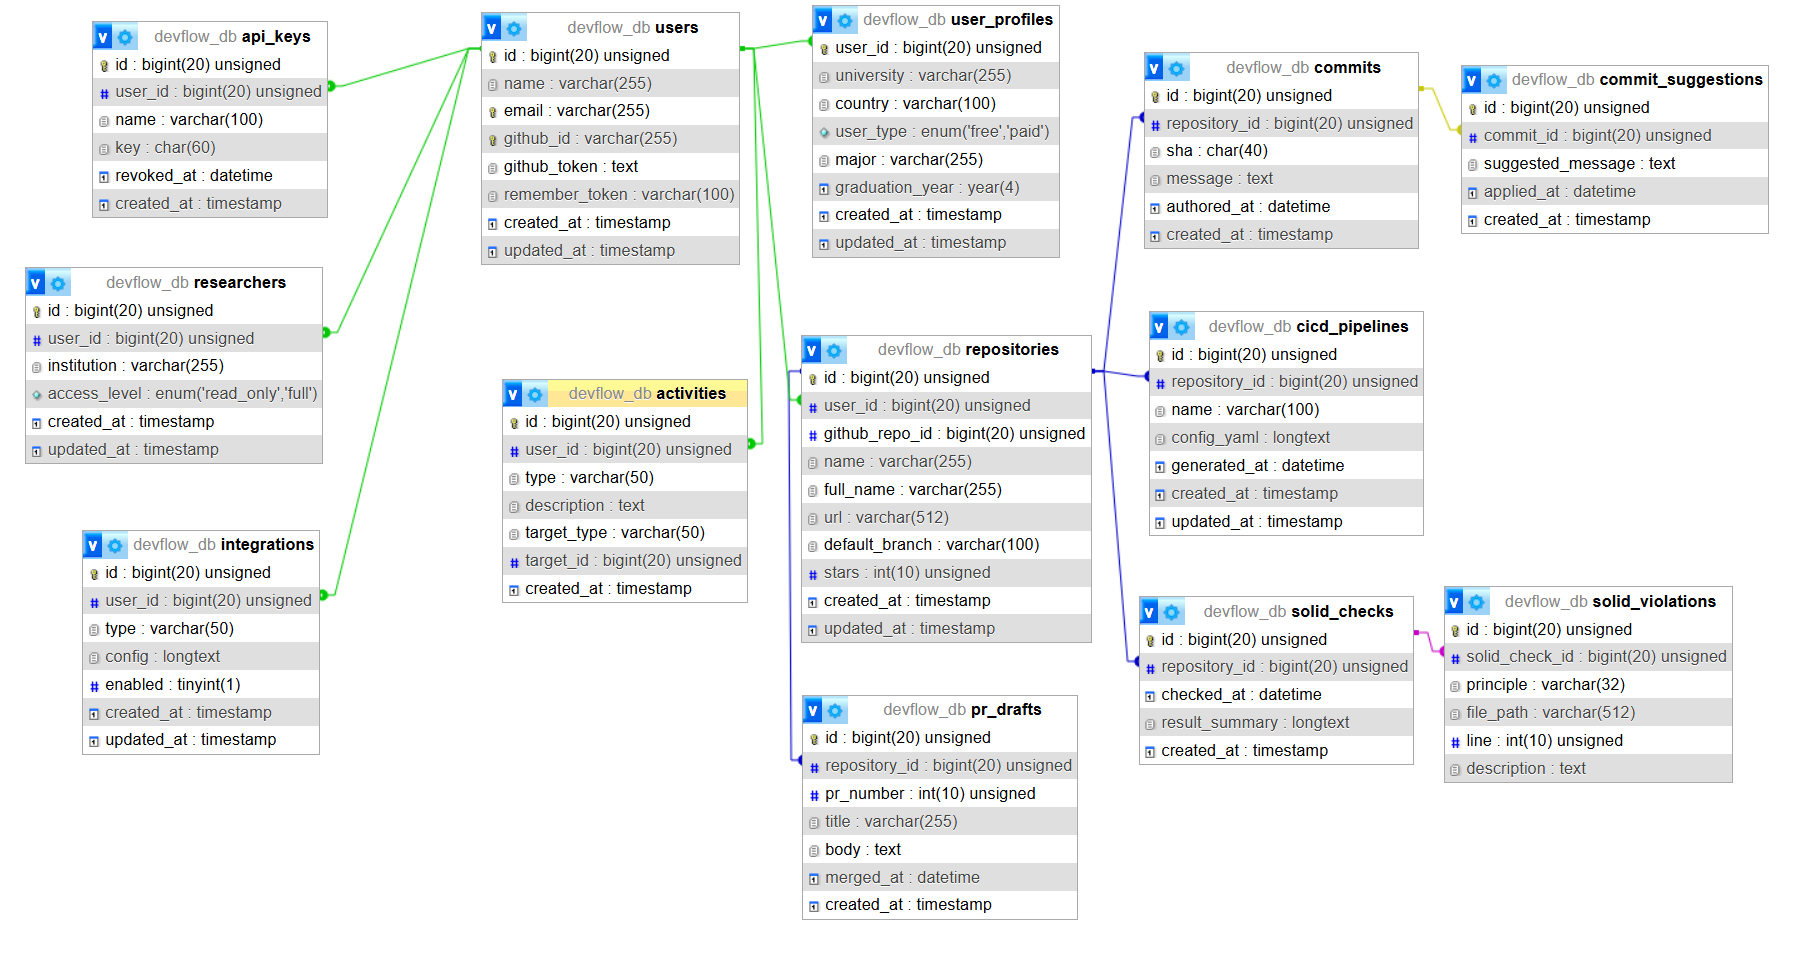 devflow_db api_keys
id : bigint(20) unsigned
user_id : bigint(20) unsigned
name : varchar(100)
key : char(60)
revoked_at : datetime
created_at : timestamp
devflow_db users
id : bigint(20) unsigned
name : varchar(255)
email : varchar(255)
github_id : varchar(255)
github_token : text
remember_token : varchar(100)
created_at : timestamp
updated_at : timestamp
devflow_db user_profiles
user_id : bigint(20) unsigned
university : varchar(255)
country : varchar(100)
user_type : enum('free','paid')
major : varchar(255)
graduation_year : year(4)
created_at : timestamp
updated_at : timestamp
devflow_db commits
id : bigint(20) unsigned
repository_id : bigint(20) unsigned
sha : char(40)
message : text
authored_at : datetime
created_at : timestamp
devflow_db commit_suggestions
id : bigint(20) unsigned
commit_id : bigint(20) unsigned
suggested_message : text
applied_at : datetime
created_at : timestamp
devflow_db researchers
id : bigint(20) unsigned
user_id : bigint(20) unsigned
institution : varchar(255)
access_level : enum('read_only','full')
created_at : timestamp
updated_at : timestamp
devflow_db activities
id : bigint(20) unsigned
user_id : bigint(20) unsigned
type : varchar(50)
description : text
target_type : varchar(50)
target_id : bigint(20) unsigned
created_at : timestamp
devflow_db repositories
id : bigint(20) unsigned
user_id : bigint(20) unsigned
github_repo_id : bigint(20) unsigned
name : varchar(255)
full_name : varchar(255)
url : varchar(512)
default_branch : varchar(100)
stars : int(10) unsigned
created_at : timestamp
updated_at : timestamp
devflow_db cicd_pipelines
id : bigint(20) unsigned
repository_id : bigint(20) unsigned
name : varchar(100)
config_yaml : longtext
generated_at : datetime
created_at : timestamp
updated_at : timestamp
devflow_db integrations
id : bigint(20) unsigned
user_id : bigint(20) unsigned
type : varchar(50)
config : longtext
enabled : tinyint(1)
created_at : timestamp
updated_at : timestamp
devflow_db pr_drafts
id : bigint(20) unsigned
repository_id : bigint(20) unsigned
pr_number : int(10) unsigned
title : varchar(255)
body : text
merged_at : datetime
created_at : timestamp
devflow_db solid_checks
id : bigint(20) unsigned
repository_id : bigint(20) unsigned
checked_at : datetime
result_summary : longtext
created_at : timestamp
devflow_db solid_violations
id : bigint(20) unsigned
solid_check_id : bigint(20) unsigned
principle : varchar(32)
file_path : varchar(512)
line : int(10) unsigned
description : text